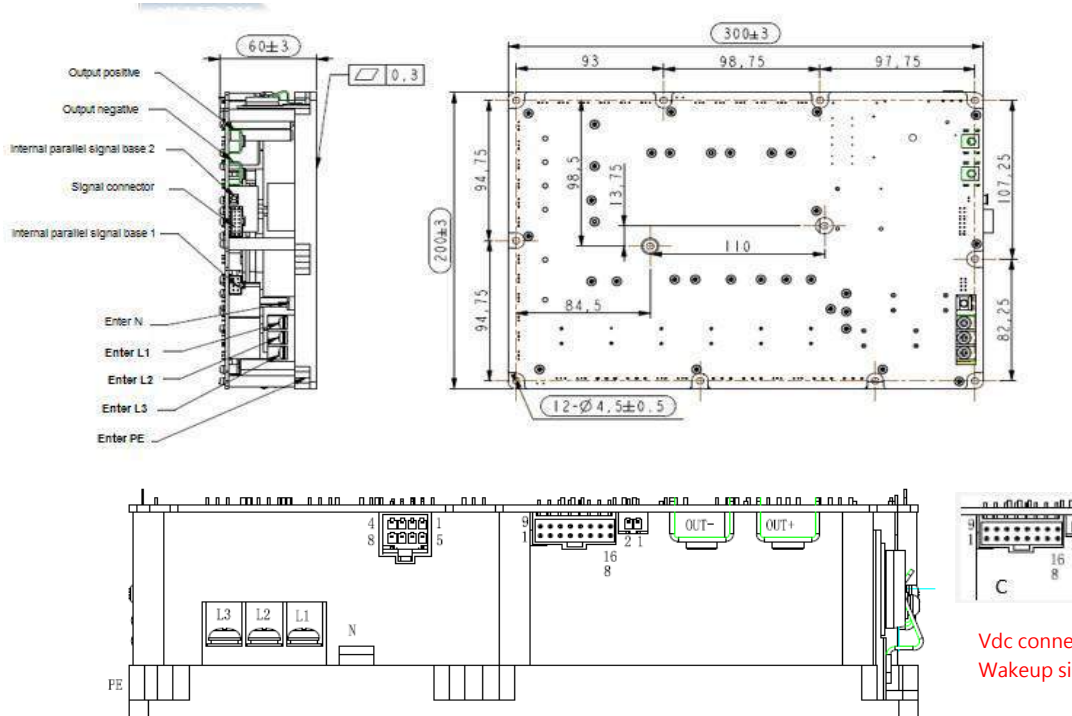 60±3
0,3
Output positive
Output negative
Internal parallel signal base 2
Signal connector
Internal parallel signal base 1
Enter N
Enter L1
Enter L2
Enter L3
Enter PE
300±3
93
98,75
97,75
200±3
94,75
94,75
98,5
13,75
110
84,5
107,25
82,25
12-Ø4,5±0.5
4
8
1
5
9
1
16
8
2 1
OUT-
OUT+
L3
L2
L1
N
PE
9
1
16
8
C
Vdc conne
Wakeup si